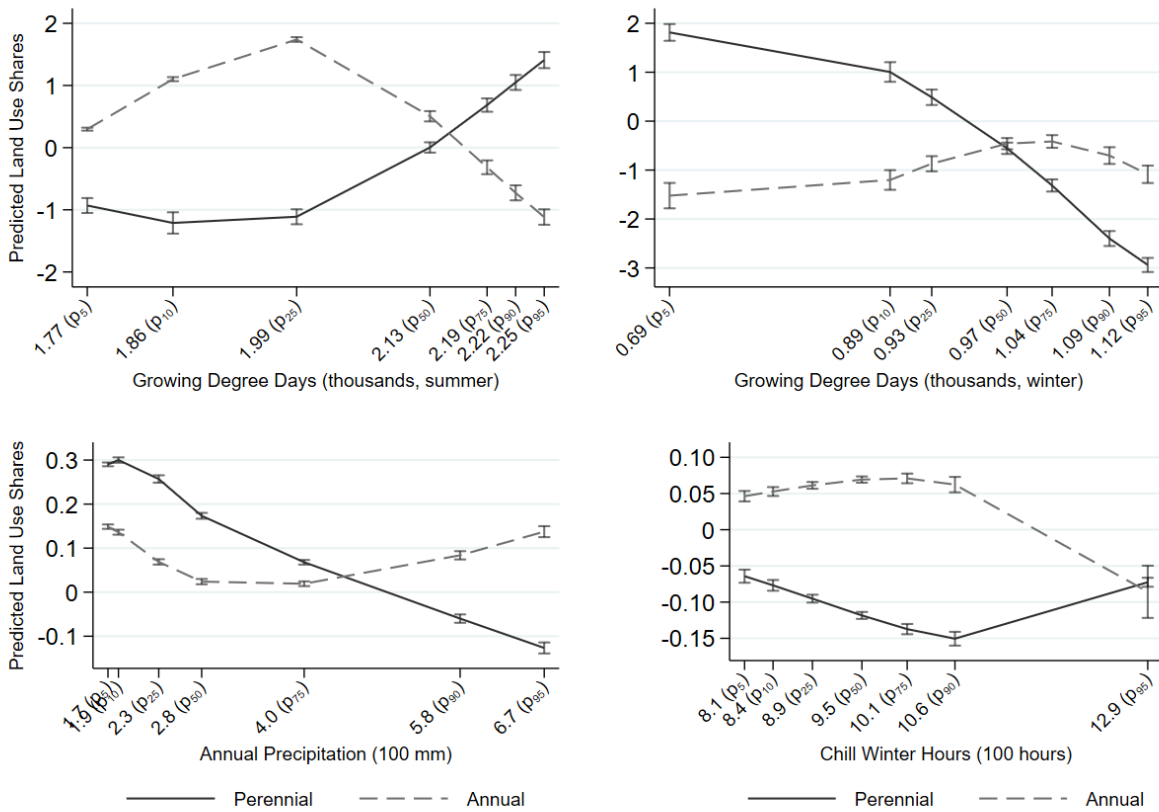 Predicted Land Use Shares
2
1
0
-1
-2
1.77 (p₅)
1.86 (p₁₀)
1.99 (p₂₅)
2.13 (p₅₀)
2.19 (p₇₅)
2.22 (p₉₀)
2.25 (p₉₅)
Growing Degree Days (thousands, summer)
2
1
0
-1
-2
-3
0.69 (p₅)
0.89 (p₁₀)
0.93 (p₂₅)
0.97 (p₅₀)
1.04 (p₇₅)
1.09 (p₉₀)
1.12 (p₉₅)
Growing Degree Days (thousands, winter)
Predicted Land Use Shares
0.3
0.2
0.1
0
-0.1
1.9 (p₁₀)
2.3 (p₂₅)
2.8 (p₅₀)
4.0 (p₇₅)
5.8 (p₉₀)
6.7 (p₉₅)
Annual Precipitation (100 mm)
0.10
0.05
0
-0.05
-0.10
-0.15
8.1 (p₅)
8.4 (p₁₀)
8.9 (p₂₅)
9.5 (p₅₀)
10.1 (p₇₅)
10.6 (p₉₀)
12.9 (p₉₅)
Chill Winter Hours (100 hours)
Perennial Annual
Perennial Annual